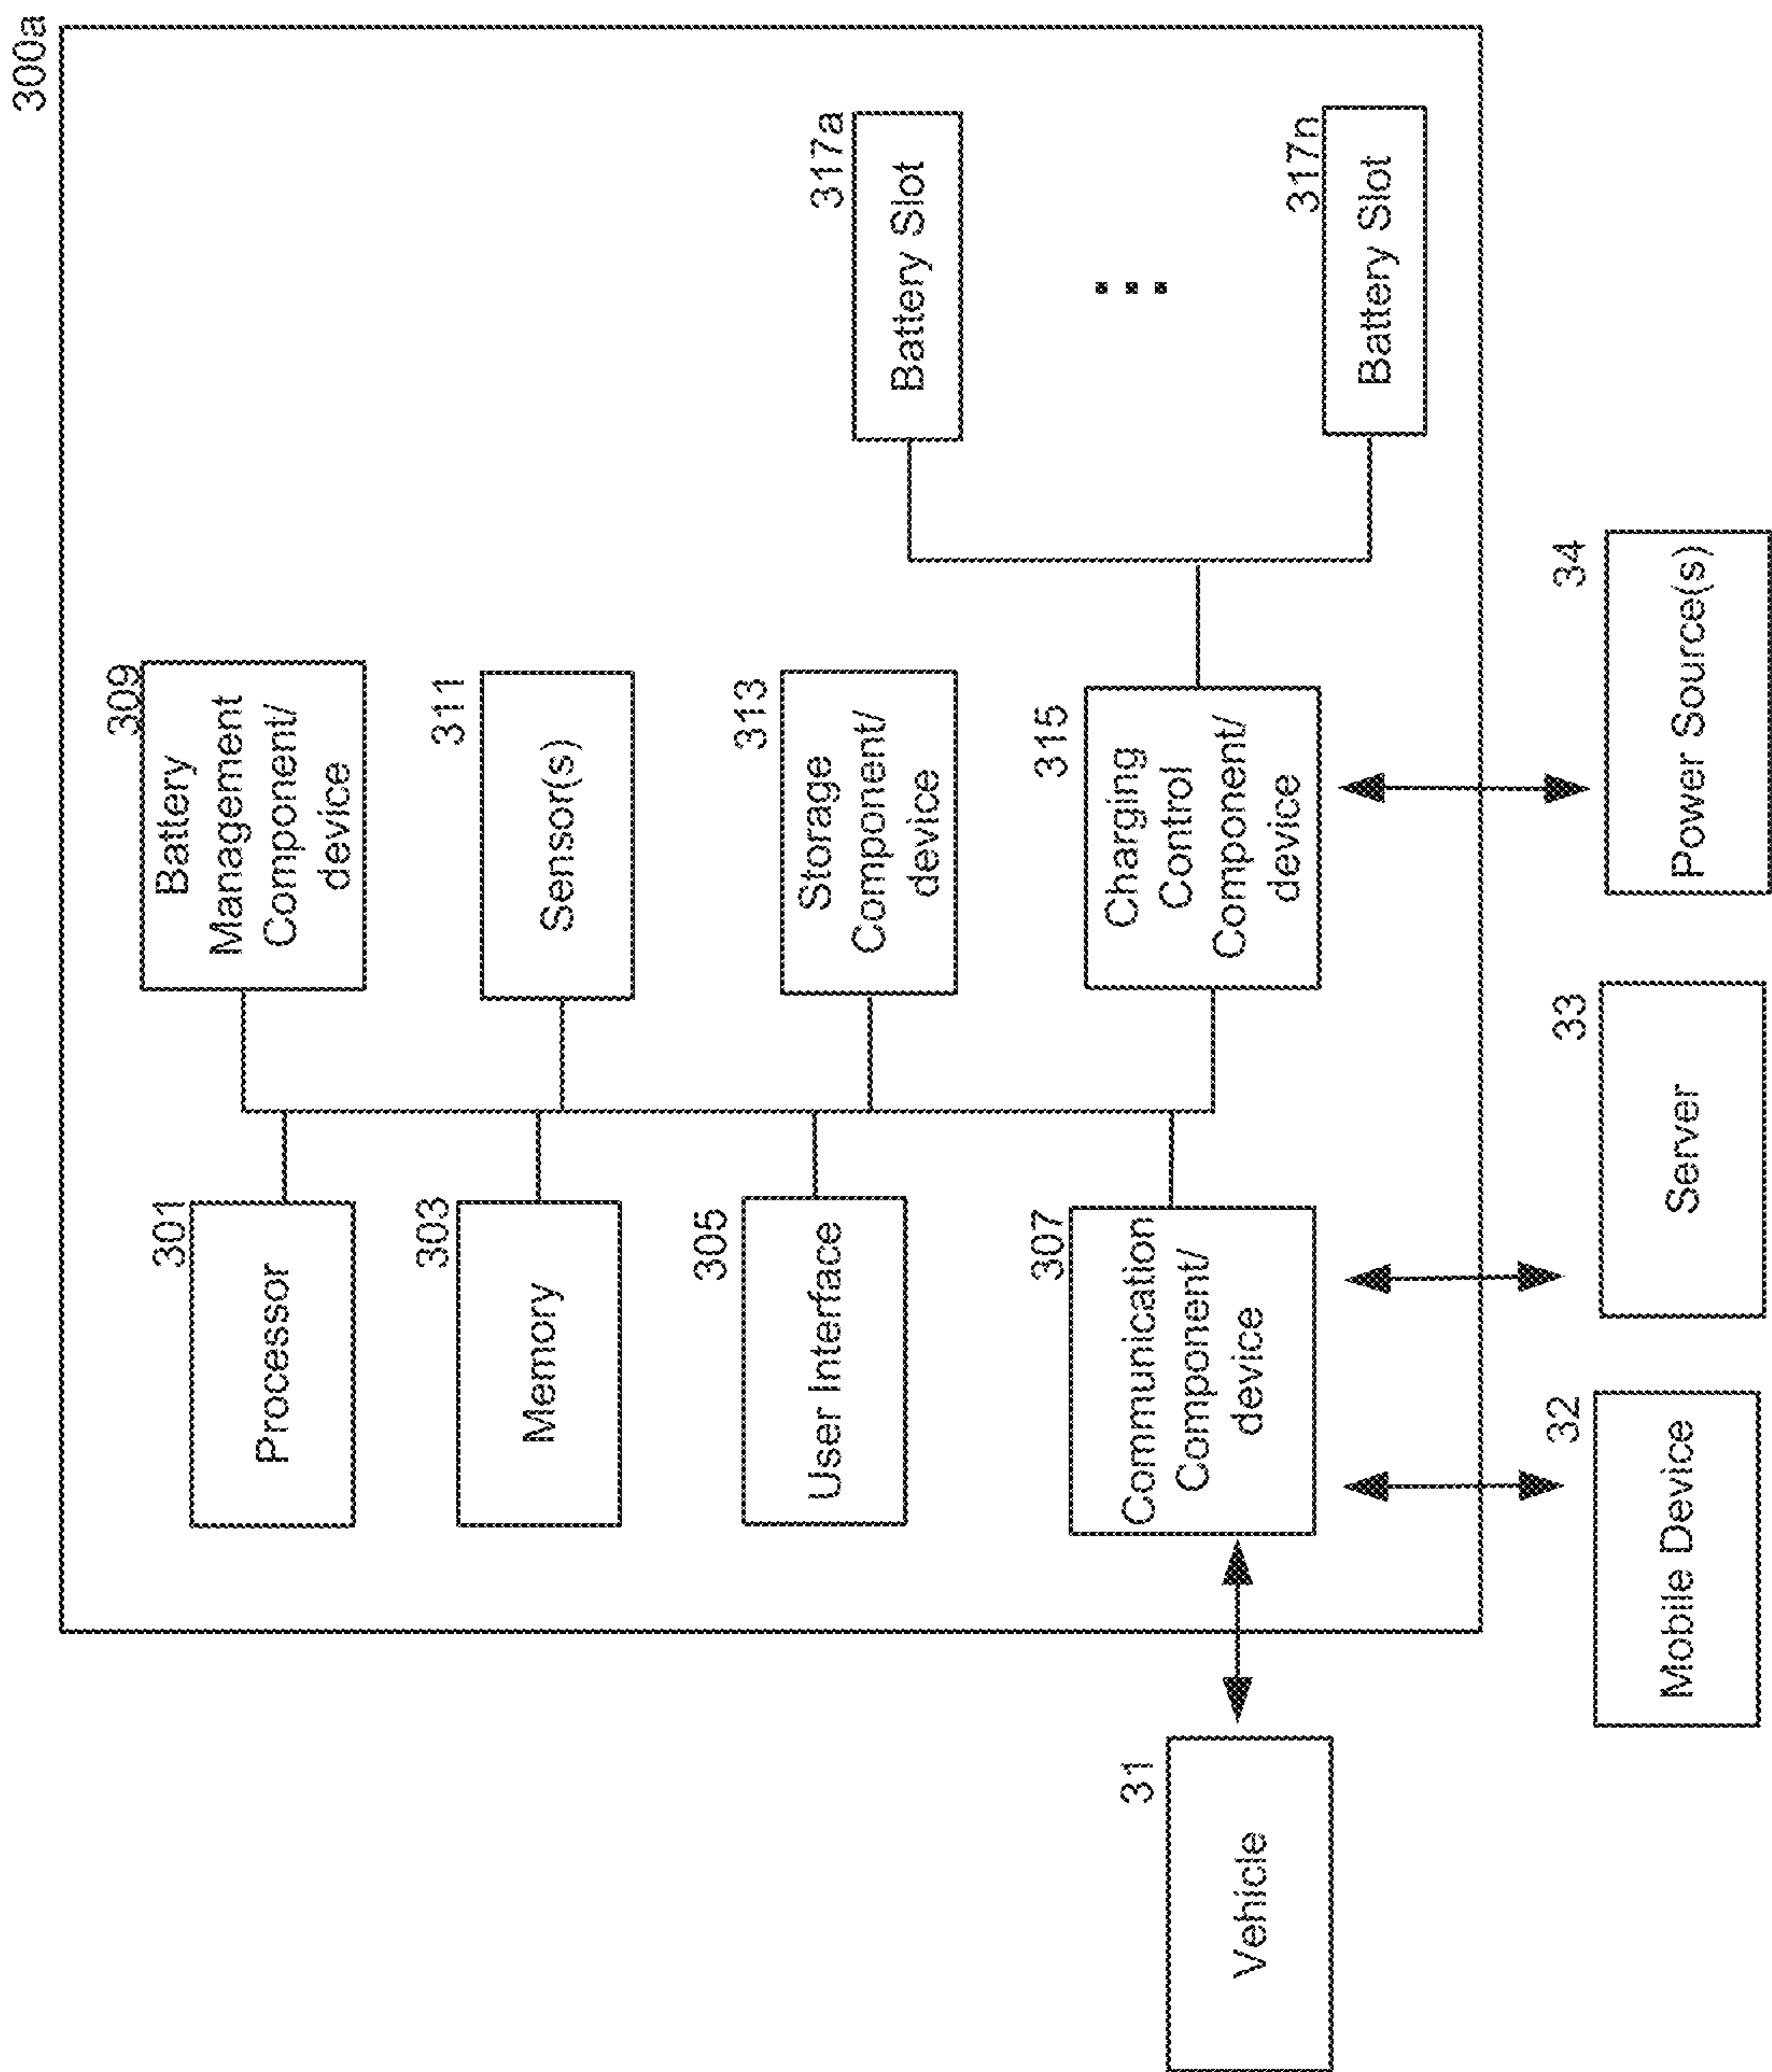 300a
301
Processor
303
Memory
305
User Interface
307
Communication
Component/
device
309
Battery
Management
Component/
device
311
Sensor(s)
313
Storage
Component/
device
315
Charging
Control
Component/
device
317a
Battery Slot
...
317n
Battery Slot
31
Vehicle
32
Mobile Device
33
Server
34
Power Source(s)